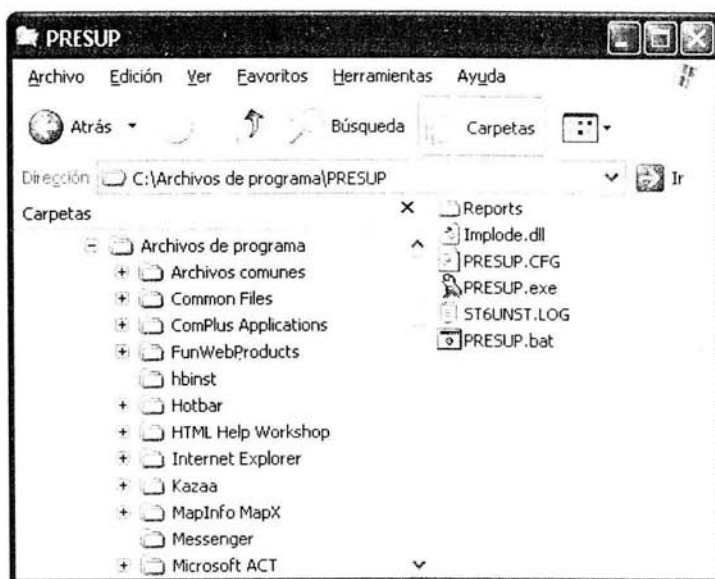 PRESUP
Archivo Edición Ver Favoritos Herramientas Ayuda
Atrás Búsqueda Carpetas
Dirección C:\Archivos de programa\PRESUP Ir
Carpetas
Archivos de programa
Archivos comunes
Common Files
ComPlus Applications
FunWebProducts
hbinst
Hotbar
HTML Help Workshop
Internet Explorer
Kazaa
MapInfo MapX
Messenger
Microsoft ACT
Reports
Implode.dll
PRESUP.CFG
PRESUP.exe
ST6UNST.LOG
PRESUP.bat